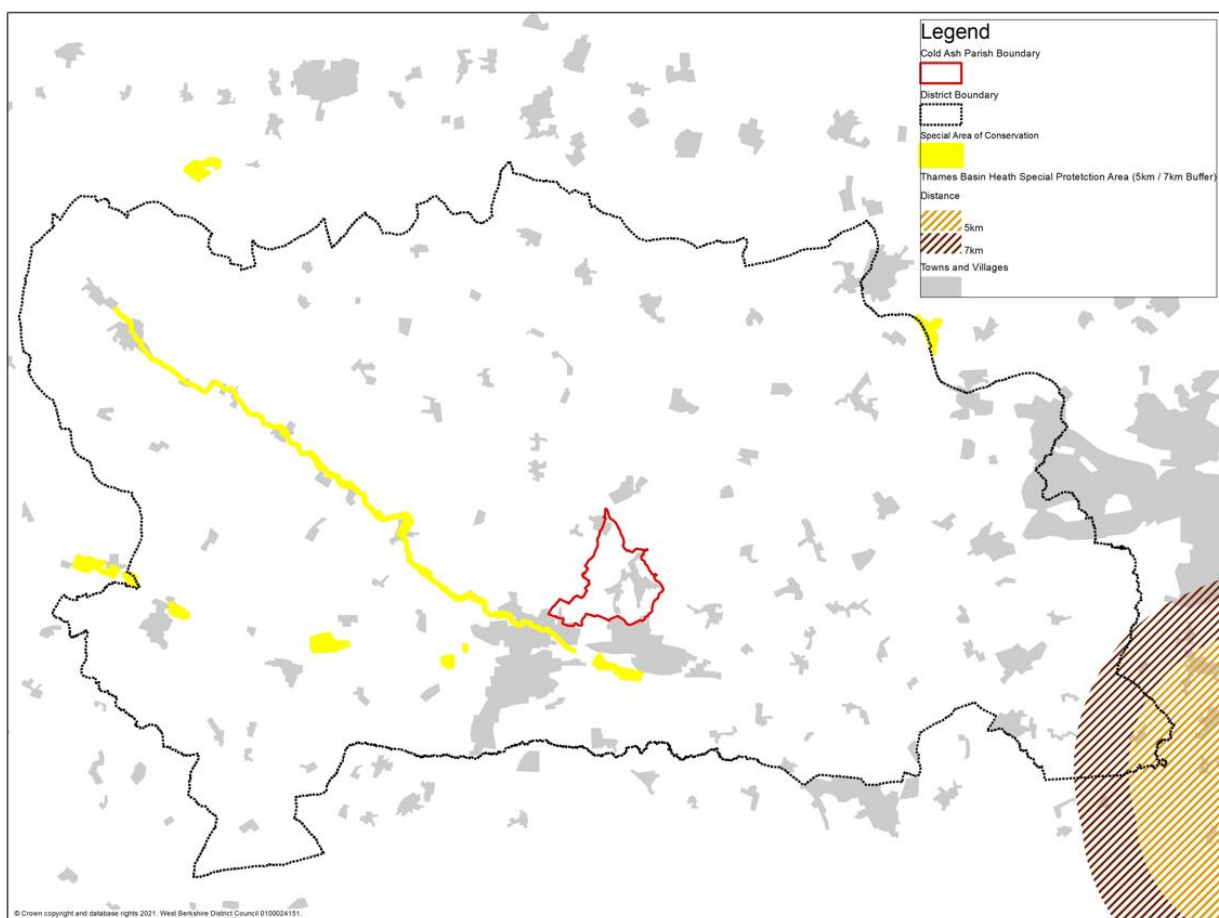 Legend
Cold Ash Parish Boundary
District Boundary
Special Area of Conservation
Thames Basin Heath Special Protetction Area (5km / 7km Buffer)
Distance
5km
7km
Towns and Villages
© Crown copyright and database rights 2021. West Berkshire District Council 0100024151.